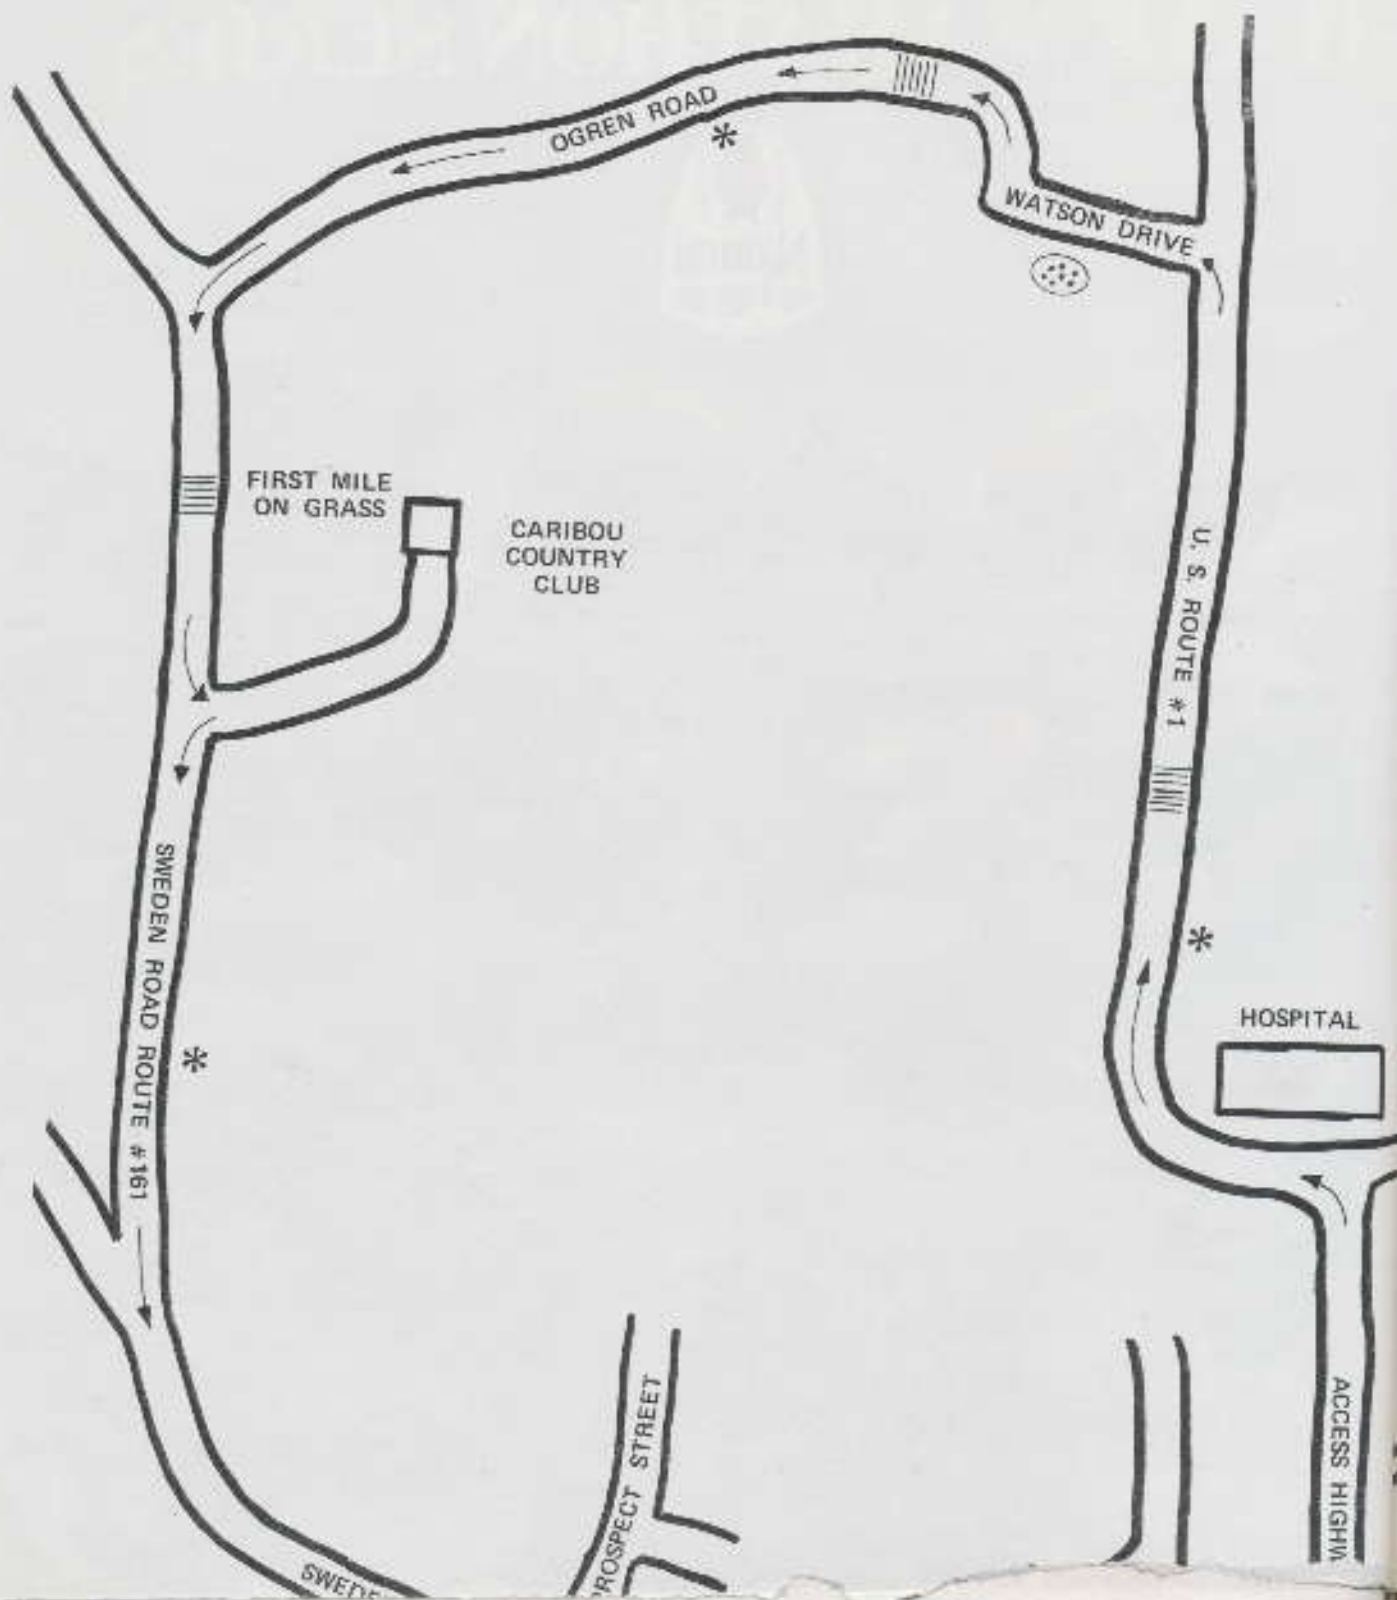 OGREN ROAD
WATSON DRIVE
FIRST MILE
ON GRASS
CARIBOU
COUNTRY
CLUB
U. S. ROUTE #1
SWEDEN ROAD ROUTE #161
HOSPITAL
PROSPECT STREET
ACCESS